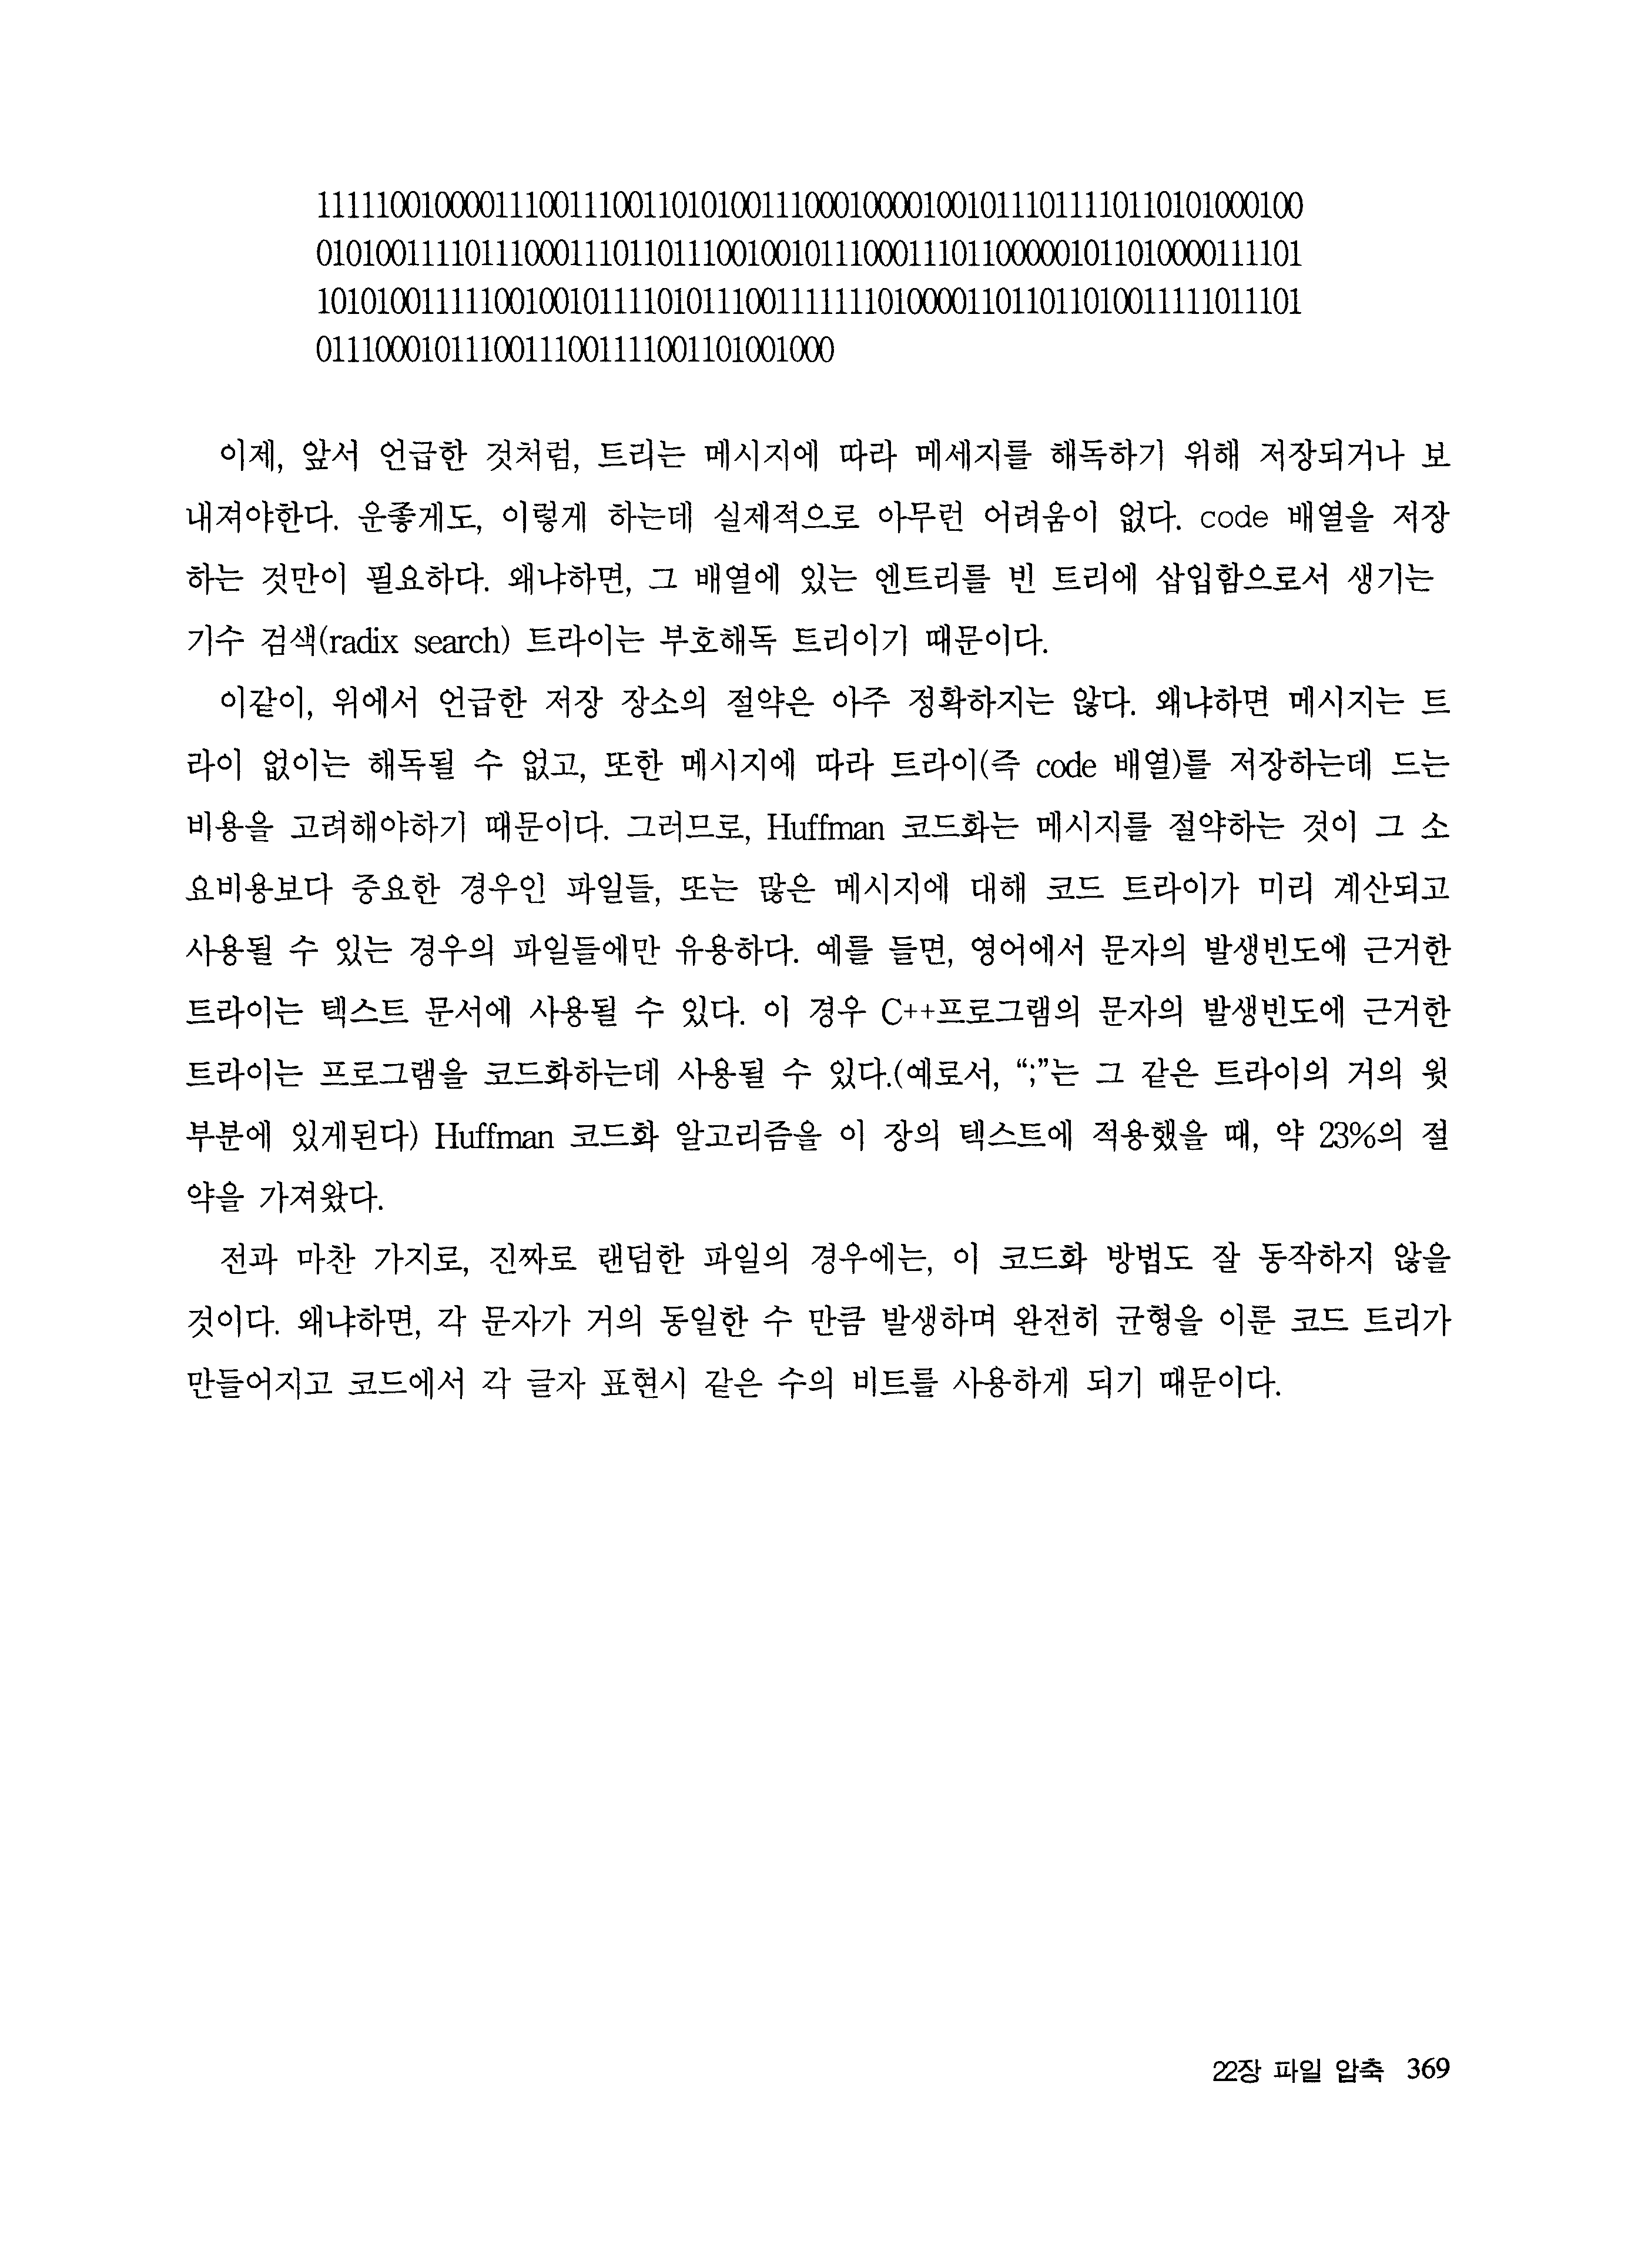 11111001000011100111001101010011100010000100101110111101101010001​00
01010011110111000111011011100100101110001110110000010110100001111​01
10101001111100100101111010111001111111010000110110110100111110111​01
0111000101110011100111100110100​1000
이제, 앞서 언급한 것처럼, 트리는 메시지에 따라 메세지를 해독하기 위해 저장되거나 보
내져야한다. 운좋게도, 이렇게 하는데 실제적으로 아무런 어려움이 없다. code 배열을 저장
하는 것만이 필요하다. 왜냐하면, 그 배열에 있는 엔트리를 빈 트리에 삽입함으로서 생기는
기수 검색(radix search) 트라이는 부호해독 트리이기 때문이다.
이같이, 위에서 언급한 저장 장소의 절약은 아주 정확하지는 않다. 왜냐하면 메시지는 트
라이 없이는 해독될 수 없고, 또한 메시지에 따라 트라이(즉 code 배열)를 저장하는데 드는
비용을 고려해야하기 때문이다. 그러므로, Huffman 코드화는 메시지를 절약하는 것이 그 소
요비용보다 중요한 경우인 파일들, 또는 많은 메시지에 대해 코드 트라이가 미리 계산되고
사용될 수 있는 경우의 파일들에만 유용하다. 예를 들면, 영어에서 문자의 발생빈도에 근거한
트라이는 텍스트 문서에 사용될 수 있다. 이 경우 C++프로그램의 문자의 발생빈도에 근거한
트라이는 프로그램을 코드화하는데 사용될 수 있다.(예로서, “;”는 그 같은 트라이의 거의 윗
부분에 있게된다) Huffman 코드화 알고리즘을 이 장의 텍스트에 적용했을 때, 약 23%의 절
약을 가져왔다.
전과 마찬 가지로, 진짜로 랜덤한 파일의 경우에는, 이 코드화 방법도 잘 동작하지 않을
것이다. 왜냐하면, 각 문자가 거의 동일한 수 만큼 발생하며 완전히 균형을 이룬 코드 트리가
만들어지고 코드에서 각 글자 표현시 같은 수의 비트를 사용하게 되기 때문이다.
22장 파일 압축 369